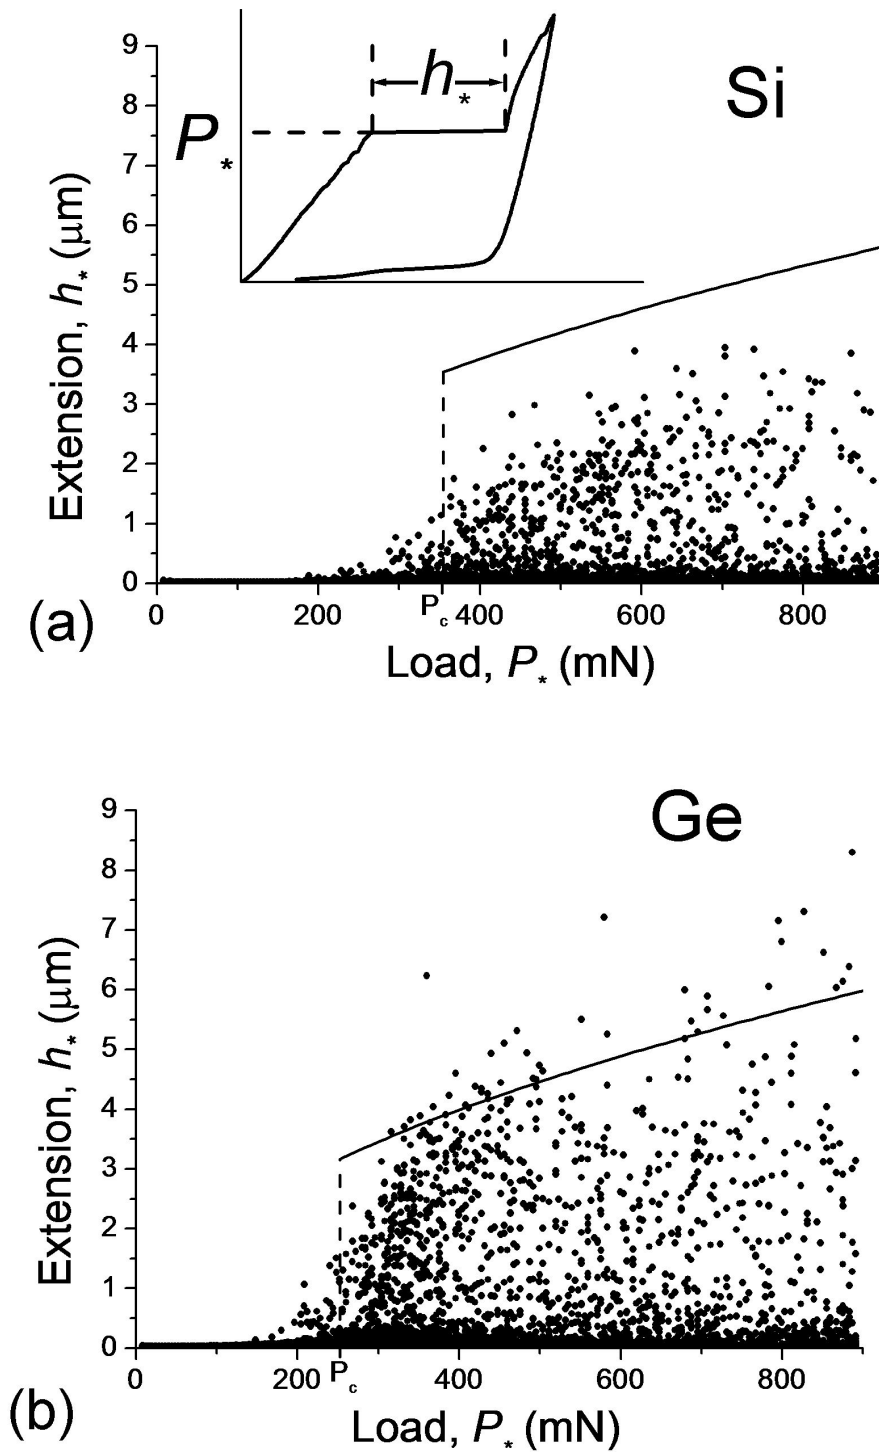 Si
h*
P*
9
8
7
6
5
4
3
2
1
0
Extension, h* (μm)
0 200 Pc 400 600 800
Load, P* (mN)
(a)
Ge
9
8
7
6
5
4
3
2
1
0
Extension, h* (μm)
0 200 Pc 400 600 800
Load, P* (mN)
(b)